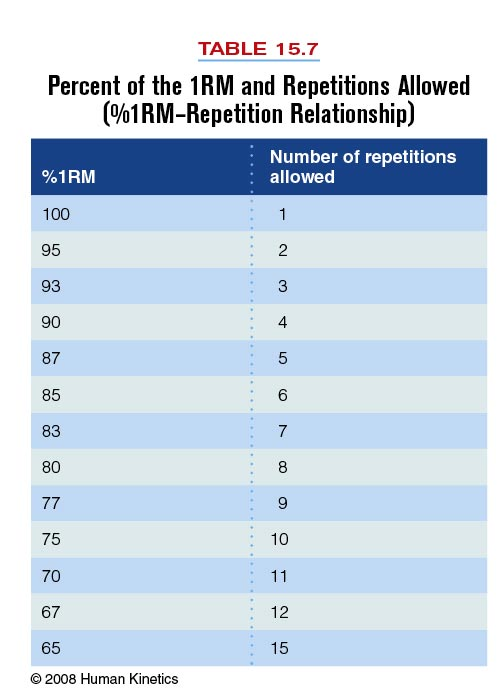 TABLE 15.7
Percent of the 1RM and Repetitions Allowed
(%1RM–Repetition Relationship)
%1RM Number of repetitions allowed
100 1
95 2
93 3
90 4
87 5
85 6
83 7
80 8
77 9
75 10
70 11
67 12
65 15
© 2008 Human Kinetics